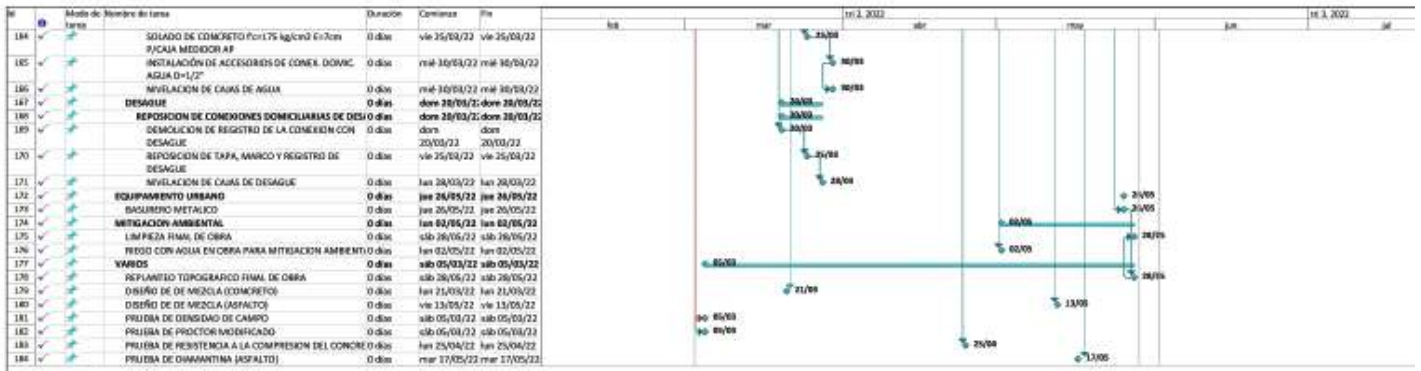 Id Modo de Nombre de tarea Duración Comienzo Fin tri 2, 2022 tri 3, 2022
tarea feb mar abr may jun jul
164 SOLADO DE CONCRETO f'c=175 kg/cm2 E=7cm 0 días vie 25/03/22 vie 25/03/22 25/03
P/CAJA MEDIDOR AP
165 INSTALACIÓN DE ACCESORIOS DE CONEX. DOMIC. 0 días mié 30/03/22 mié 30/03/22 30/03
AGUA D=1/2"
166 NIVELACION DE CAJAS DE AGUA 0 días mié 30/03/22 mié 30/03/22 30/03
167 DESAGUE 0 días dom 20/03/22 dom 20/03/22 20/03
168 REPOSICION DE CONEXIONES DOMICILIARIAS DE DESA 0 días dom 20/03/22 dom 20/03/22 20/03
169 DEMOLICION DE REGISTRO DE LA CONEXION CON 0 días dom dom 20/03
DESAGUE 20/03/22 20/03/22
170 REPOSICION DE TAPA, MARCO Y REGISTRO DE 0 días vie 25/03/22 vie 25/03/22 25/03
DESAGUE
171 NIVELACION DE CAJAS DE DESAGUE 0 días lun 28/03/22 lun 28/03/22 28/03
172 EQUIPAMIENTO URBANO 0 días jue 26/05/22 jue 26/05/22 26/05
173 BASURERO METALICO 0 días jue 26/05/22 jue 26/05/22 26/05
174 MITIGACION AMBIENTAL 0 días lun 02/05/22 lun 02/05/22 02/05
175 LIMPIEZA FINAL DE OBRA 0 días sáb 28/05/22 sáb 28/05/22 28/05
176 RIEGO CON AGUA EN OBRA PARA MITIGACION AMBIENT 0 días lun 02/05/22 lun 02/05/22 02/05
177 VARIOS 0 días sáb 05/03/22 sáb 05/03/22 05/03
178 REPLANTEO TOPOGRAFICO FINAL DE OBRA 0 días sáb 28/05/22 sáb 28/05/22 28/05
179 DISEÑO DE DE MEZCLA (CONCRETO) 0 días lun 21/03/22 lun 21/03/22 21/03
180 DISEÑO DE DE MEZCLA (ASFALTO) 0 días vie 13/05/22 vie 13/05/22 13/05
181 PRUEBA DE DENSIDAD DE CAMPO 0 días sáb 05/03/22 sáb 05/03/22 05/03
182 PRUEBA DE PROCTOR MODIFICADO 0 días sáb 05/03/22 sáb 05/03/22 05/03
183 PRUEBA DE RESISTENCIA A LA COMPRESION DEL CONCRE 0 días lun 25/04/22 lun 25/04/22 25/04
184 PRUEBA DE DIAMANTINA (ASFALTO) 0 días mar 17/05/22 mar 17/05/22 17/05